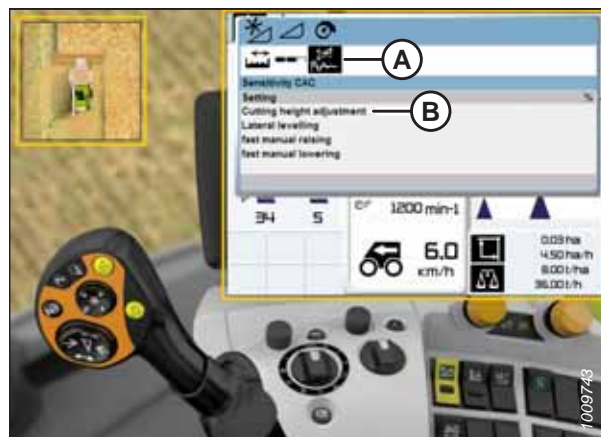 A
Sensitivity CAC
Setting %
Cutting height adjustment
B
Lateral levelling
fast manual raising
fast manual lowering
34
5
1200 min-1
6.0
km/h
0.03 ha
4.50 ha/h
8.00 t/ha
36.00 t/h
1009743